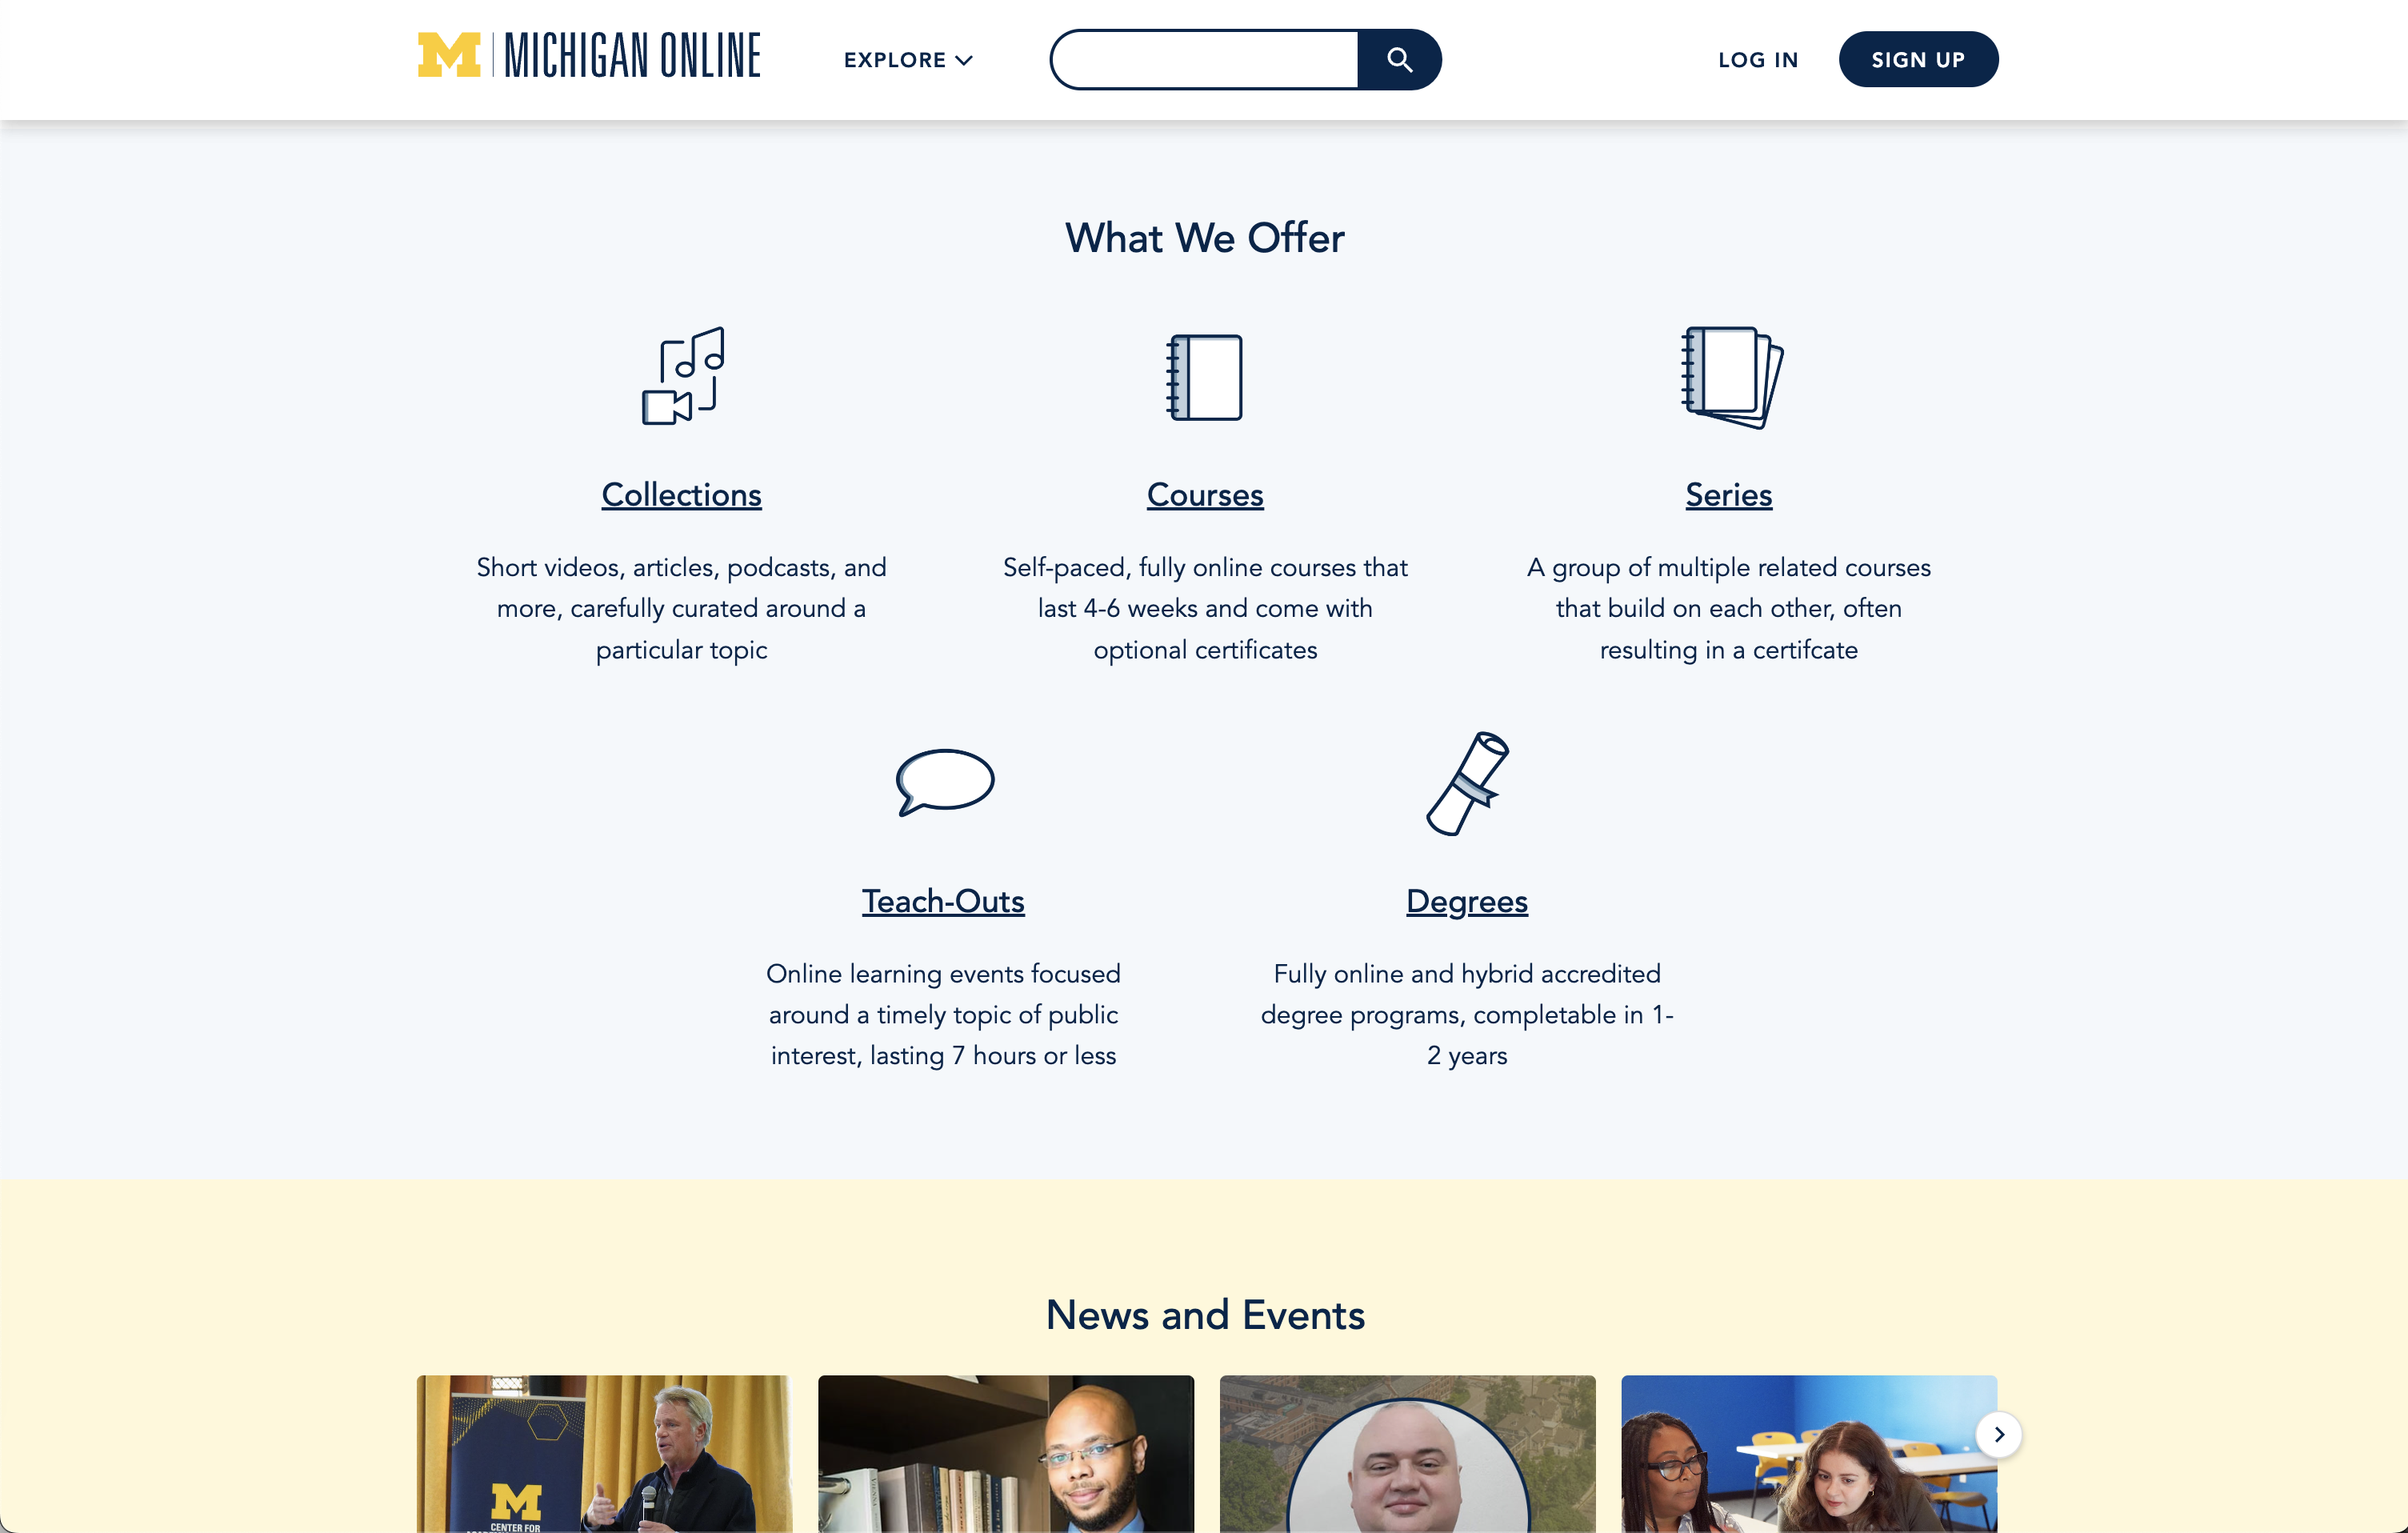 M | MICHIGAN ONLINE
EXPLORE
LOG IN
SIGN UP
What We Offer
Collections
Short videos, articles, podcasts, and
more, carefully curated around a
particular topic
Courses
Self-paced, fully online courses that
last 4-6 weeks and come with
optional certificates
Series
A group of multiple related courses
that build on each other, often
resulting in a certifcate
Teach-Outs
Online learning events focused
around a timely topic of public
interest, lasting 7 hours or less
Degrees
Fully online and hybrid accredited
degree programs, completable in 1-
2 years
News and Events
M
CENTER FOR